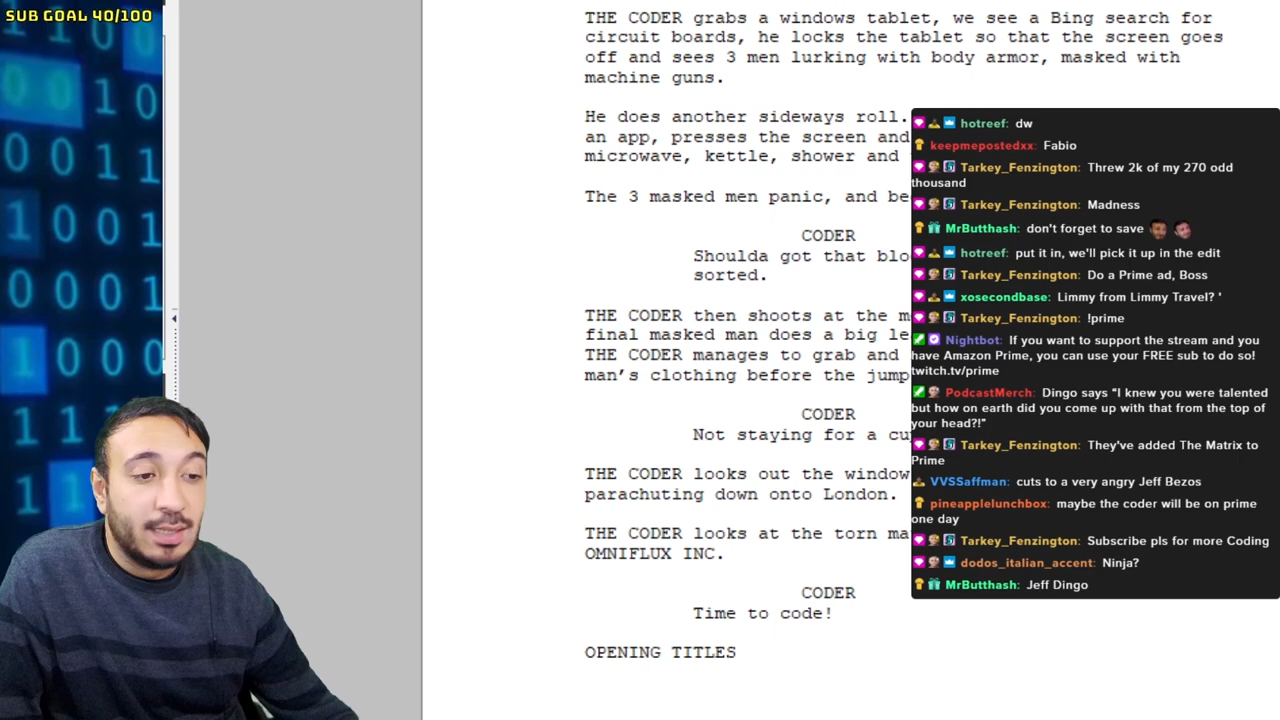 SUB GOAL 40/100
THE CODER grabs a windows tablet, we see a Bing search for
circuit boards, he locks the tablet so that the screen goes
off and sees 3 men lurking with body armor, masked with
machine guns.
He does another sideways roll.
an app, presses the screen and
microwave, kettle, shower and
The 3 masked men panic, and be
CODER
Shoulda got that blo
sorted.
THE CODER then shoots at the m
final masked man does a big le
THE CODER manages to grab and
man's clothing before the jump
CODER
Not staying for a cu
THE CODER looks out the window
parachuting down onto London.
THE CODER looks at the torn ma
OMNIFLUX INC.
CODER
Time to code!
OPENING TITLES
hotreef: dw
keepmepostedxx: Fabio
Tarkey_Fenzington: Threw 2k of my 270 odd
thousand
Tarkey_Fenzington: Madness
MrButthash: don't forget to save
hotreef: put it in, we'll pick it up in the edit
Tarkey_Fenzington: Do a Prime ad, Boss
xosecondbase: Limmy from Limmy Travel? '
Tarkey_Fenzington: !prime
Nightbot: If you want to support the stream and you
have Amazon Prime, you can use your FREE sub to do so!
twitch.tv/prime
PodcastMerch: Dingo says “I knew you were talented
but how on earth did you come up with that from the top of
your head?!”
Tarkey_Fenzington: They've added The Matrix to
Prime
VVSSaffman: cuts to a very angry Jeff Bezos
pineapplelunchbox: maybe the coder will be on prime
one day
Tarkey_Fenzington: Subscribe pls for more Coding
dodos_italian_accent: Ninja?
MrButthash: Jeff Dingo